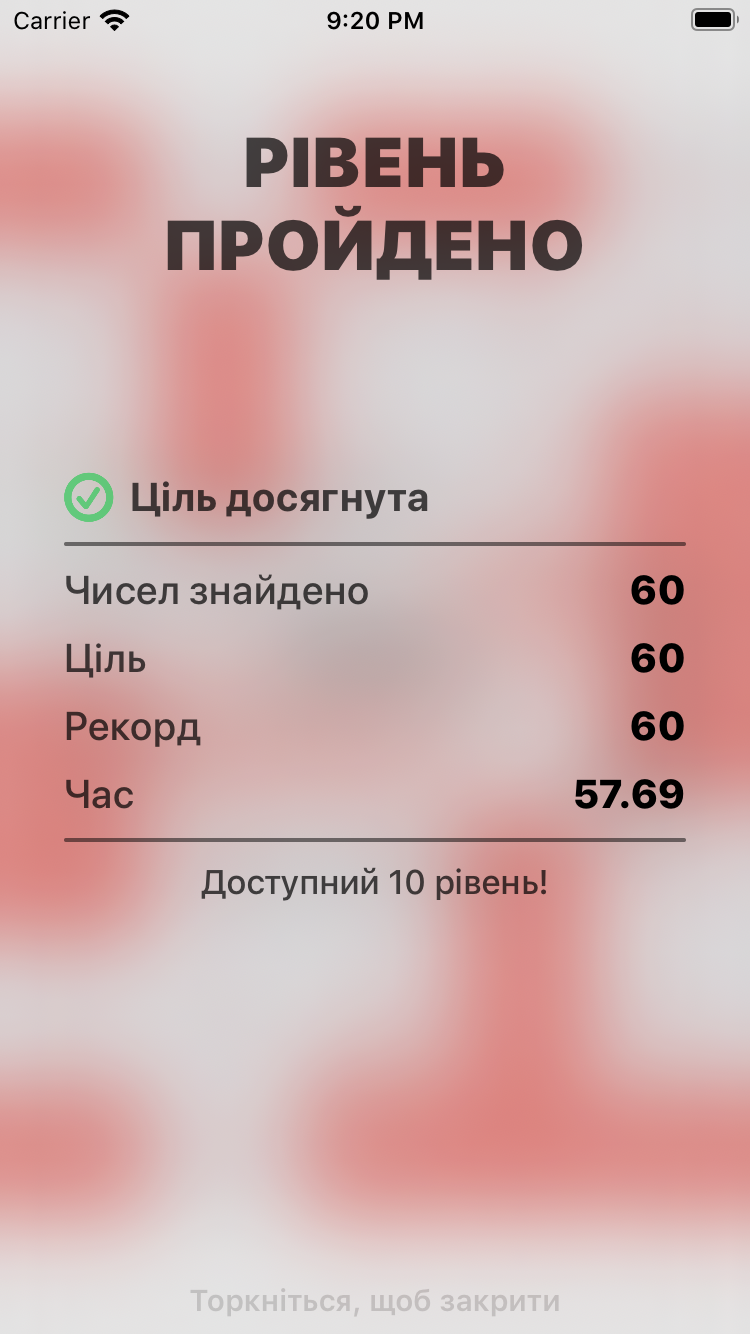 Carrier 9:20 PM
РІВЕНЬ
ПРОЙДЕНО
Ціль досягнута
Чисел знайдено 60
Ціль 60
Рекорд 60
Час 57.69
Доступний 10 рівень!
Торкніться, щоб закрити